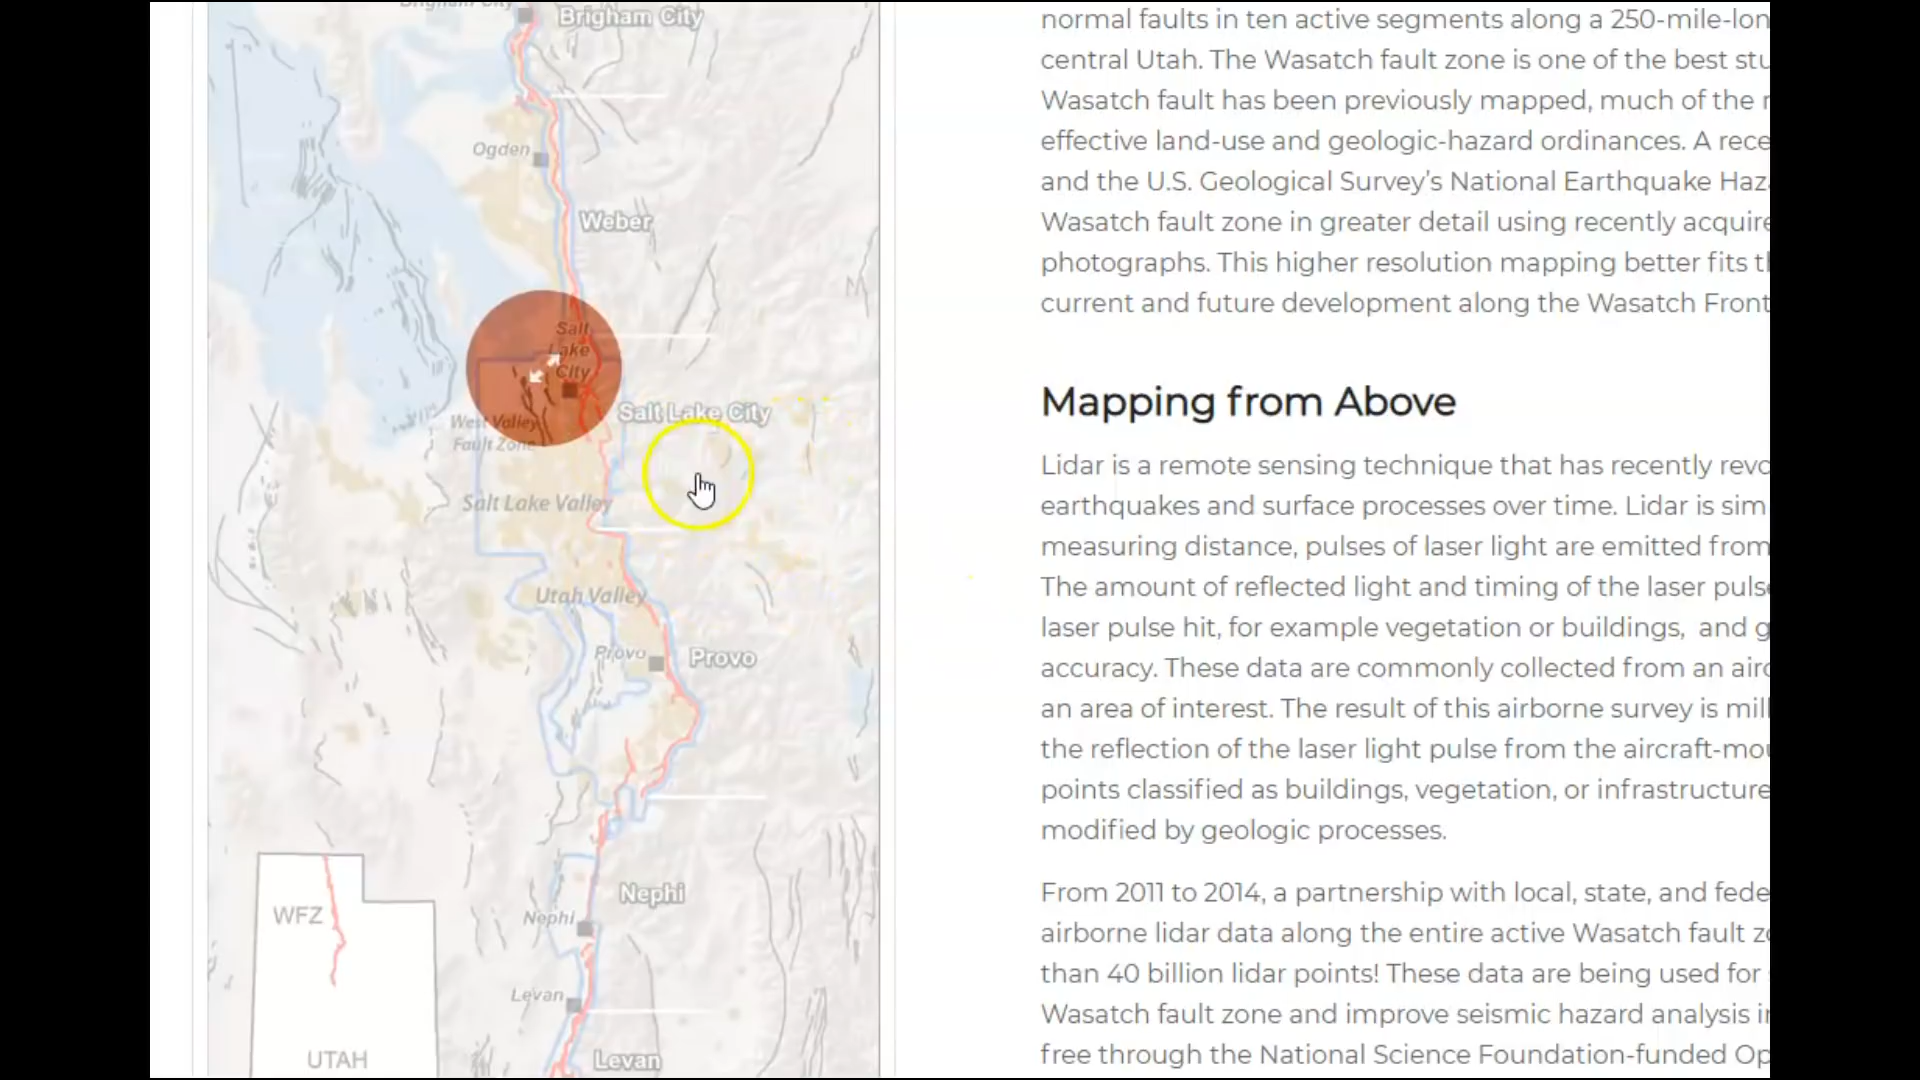 Brigham City
Brigham City
Ogden
Weber
Salt
Lake
City
Salt Lake City
West Valley
Fault Zone
Salt Lake Valley
Utah Valley
Provo
Provo
Nephi
Nephi
Levan
Levan
WFZ
UTAH
normal faults in ten active segments along a 250-mile-lon
central Utah. The Wasatch fault zone is one of the best stu
Wasatch fault has been previously mapped, much of the
effective land-use and geologic-hazard ordinances. A rece
and the U.S. Geological Survey’s National Earthquake Haz
Wasatch fault zone in greater detail using recently acquire
photographs. This higher resolution mapping better fits t
current and future development along the Wasatch Front
Mapping from Above
Lidar is a remote sensing technique that has recently revo
earthquakes and surface processes over time. Lidar is sim
measuring distance, pulses of laser light are emitted from
The amount of reflected light and timing of the laser pulse
laser pulse hit, for example vegetation or buildings, and g
accuracy. These data are commonly collected from an airc
an area of interest. The result of this airborne survey is mill
the reflection of the laser light pulse from the aircraft-mou
points classified as buildings, vegetation, or infrastructure
modified by geologic processes.
From 2011 to 2014, a partnership with local, state, and fede
airborne lidar data along the entire active Wasatch fault zo
than 40 billion lidar points! These data are being used for
Wasatch fault zone and improve seismic hazard analysis i
free through the National Science Foundation-funded Op